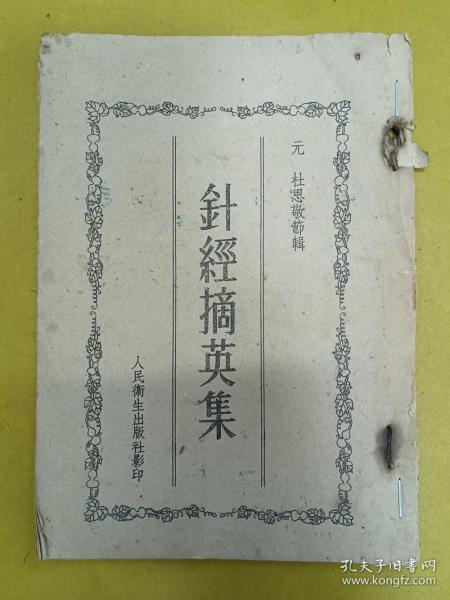 元 杜思敬節輯
針經摘英集
人民衛生出版社影印
孔夫子旧书网
www.kongfz.com